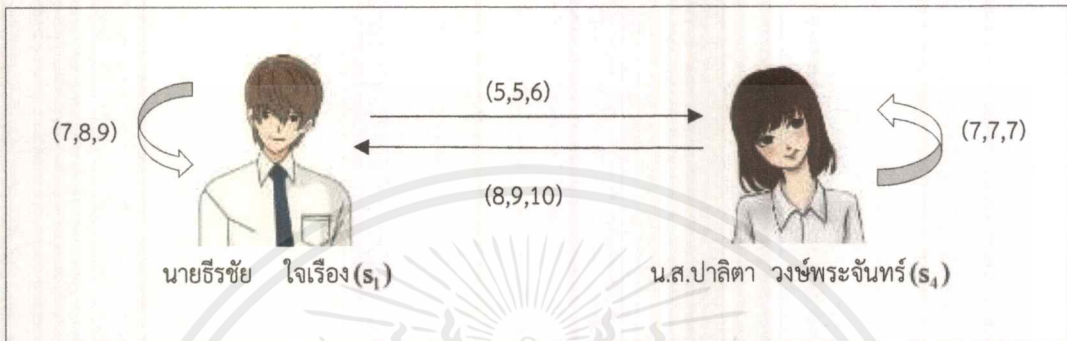 (5,5,6)
(7,8,9)
(7,7,7)
(8,9,10)
นายธีรชัย ใจเรือง (s₁)
น.ส.ปาลิตา วงษ์พระจันทร์ (s₄)